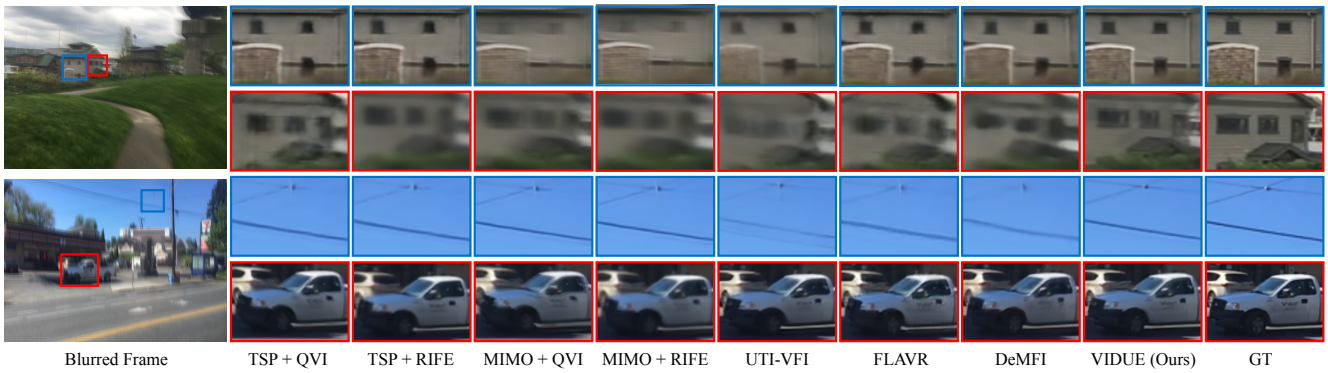 Blurred Frame TSP + QVI TSP + RIFE MIMO + QVI MIMO + RIFE UTI-VFI FLAVR DeMFI VIDUE (Ours) GT